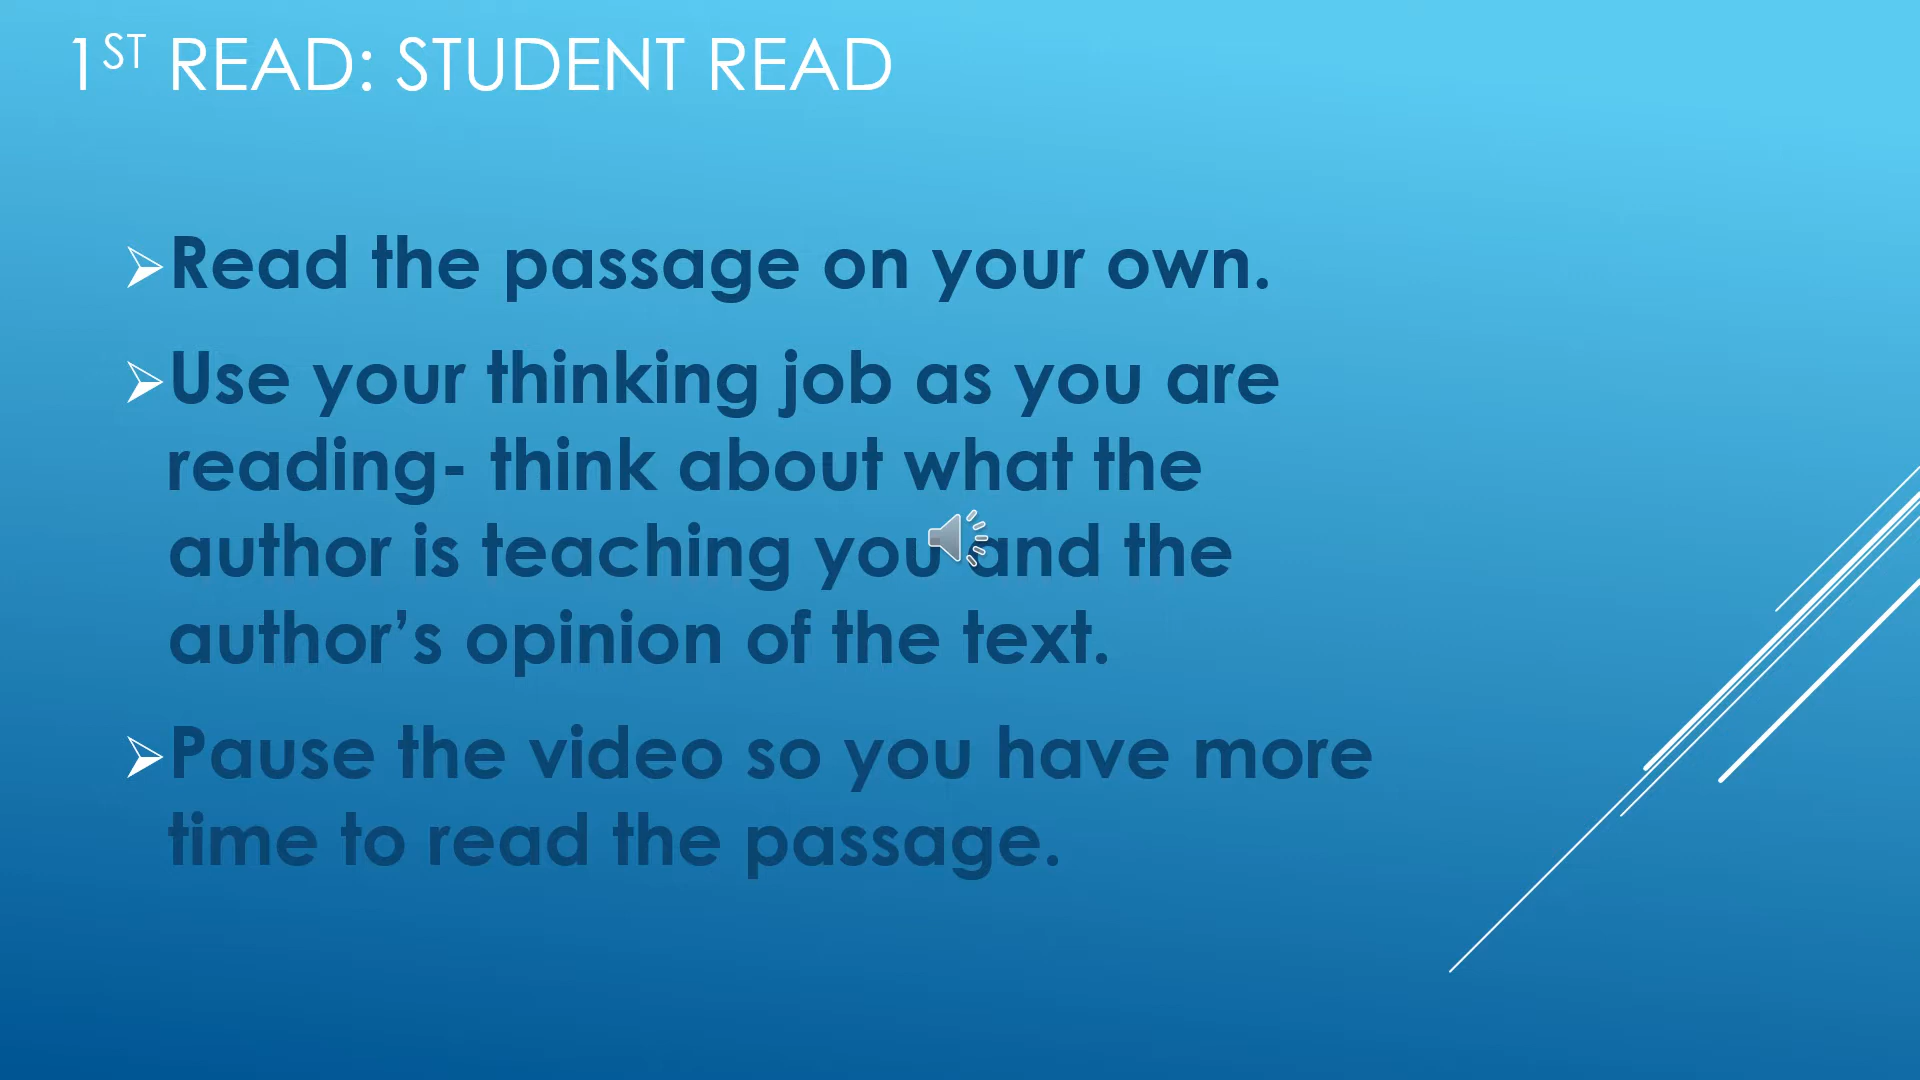 1ST READ: STUDENT READ
Read the passage on your own.
Use your thinking job as you are
reading- think about what the
author is teaching you and the
author’s opinion of the text.
Pause the video so you have more
time to read the passage.